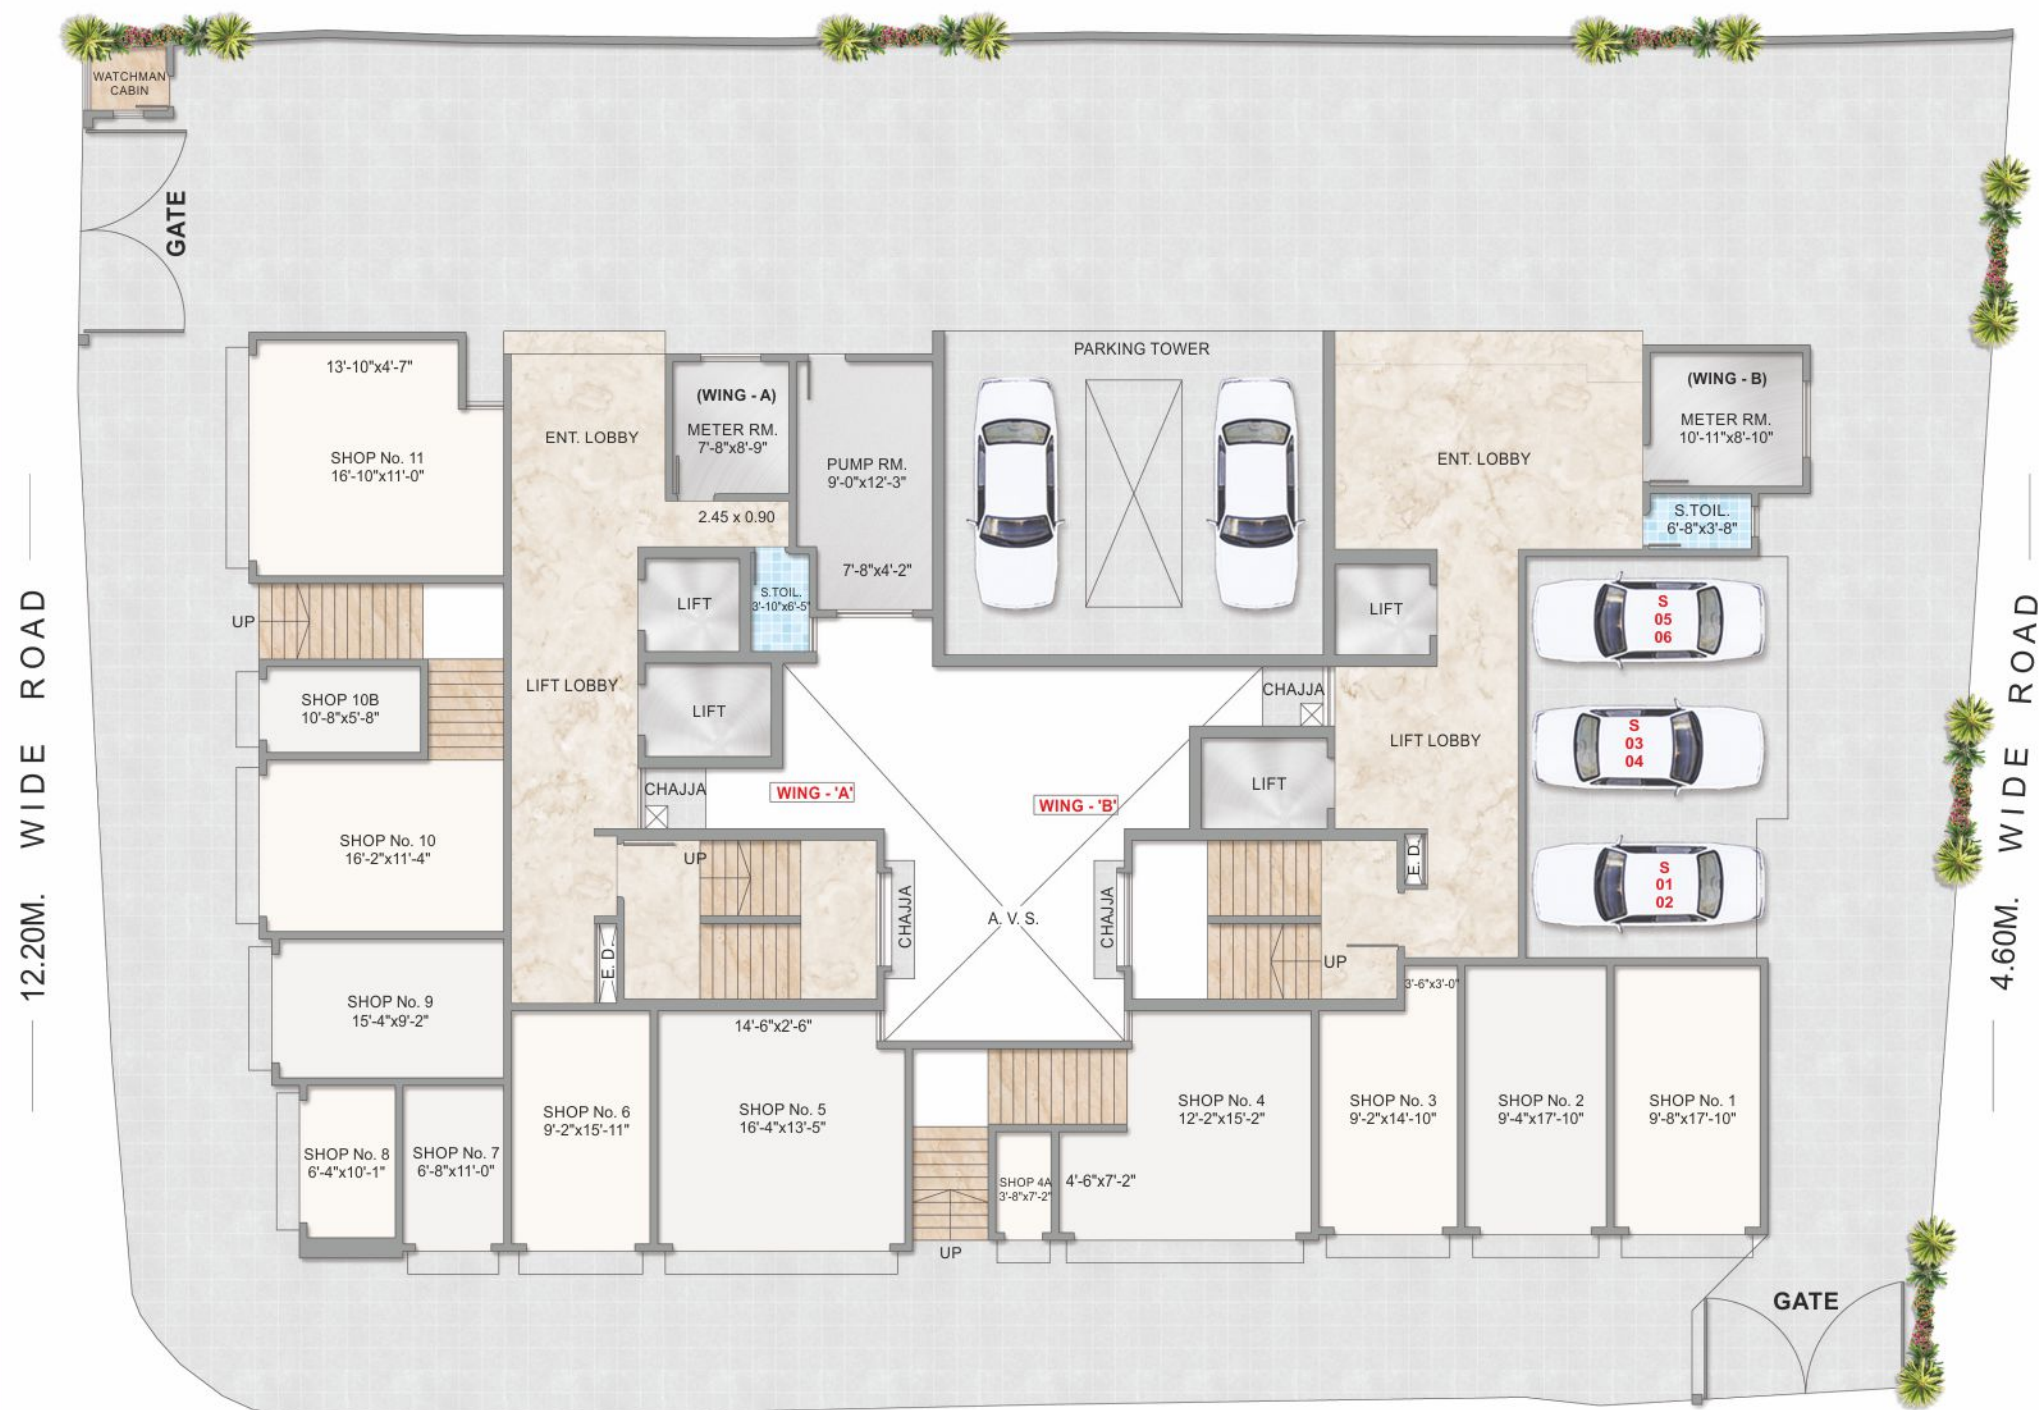 WATCHMAN
CABIN
GATE
12.20M. WIDE ROAD
4.60M. WIDE ROAD
13'-10"x4'-7"
SHOP No. 11
16'-10"x11'-0"
ENT. LOBBY
(WING - A)
METER RM.
7'-8"x8'-9"
2.45 x 0.90
PUMP RM.
9'-0"x12'-3"
7'-8"x4'-2"
PARKING TOWER
ENT. LOBBY
(WING - B)
METER RM.
10'-11"x8'-10"
S.TOIL.
6'-8"x3'-8"
UP
LIFT
S.TOIL.
3'-10"x6'-5"
LIFT
S
05
06
SHOP 10B
10'-8"x5'-8"
LIFT LOBBY
LIFT
CHAJJA
LIFT LOBBY
S
03
04
CHAJJA
WING - 'A'
WING - 'B'
LIFT
SHOP No. 10
16'-2"x11'-4"
UP
E. D.
S
01
02
CHAJJA
A. V. S.
CHAJJA
E. D.
UP
SHOP No. 9
15'-4"x9'-2"
3'-6"x3'-0"
14'-6"x2'-6"
SHOP No. 8
6'-4"x10'-1"
SHOP No. 7
6'-8"x11'-0"
SHOP No. 6
9'-2"x15'-11"
SHOP No. 5
16'-4"x13'-5"
UP
SHOP 4A
3'-8"x7'-2"
4'-6"x7'-2"
SHOP No. 4
12'-2"x15'-2"
SHOP No. 3
9'-2"x14'-10"
SHOP No. 2
9'-4"x17'-10"
SHOP No. 1
9'-8"x17'-10"
GATE